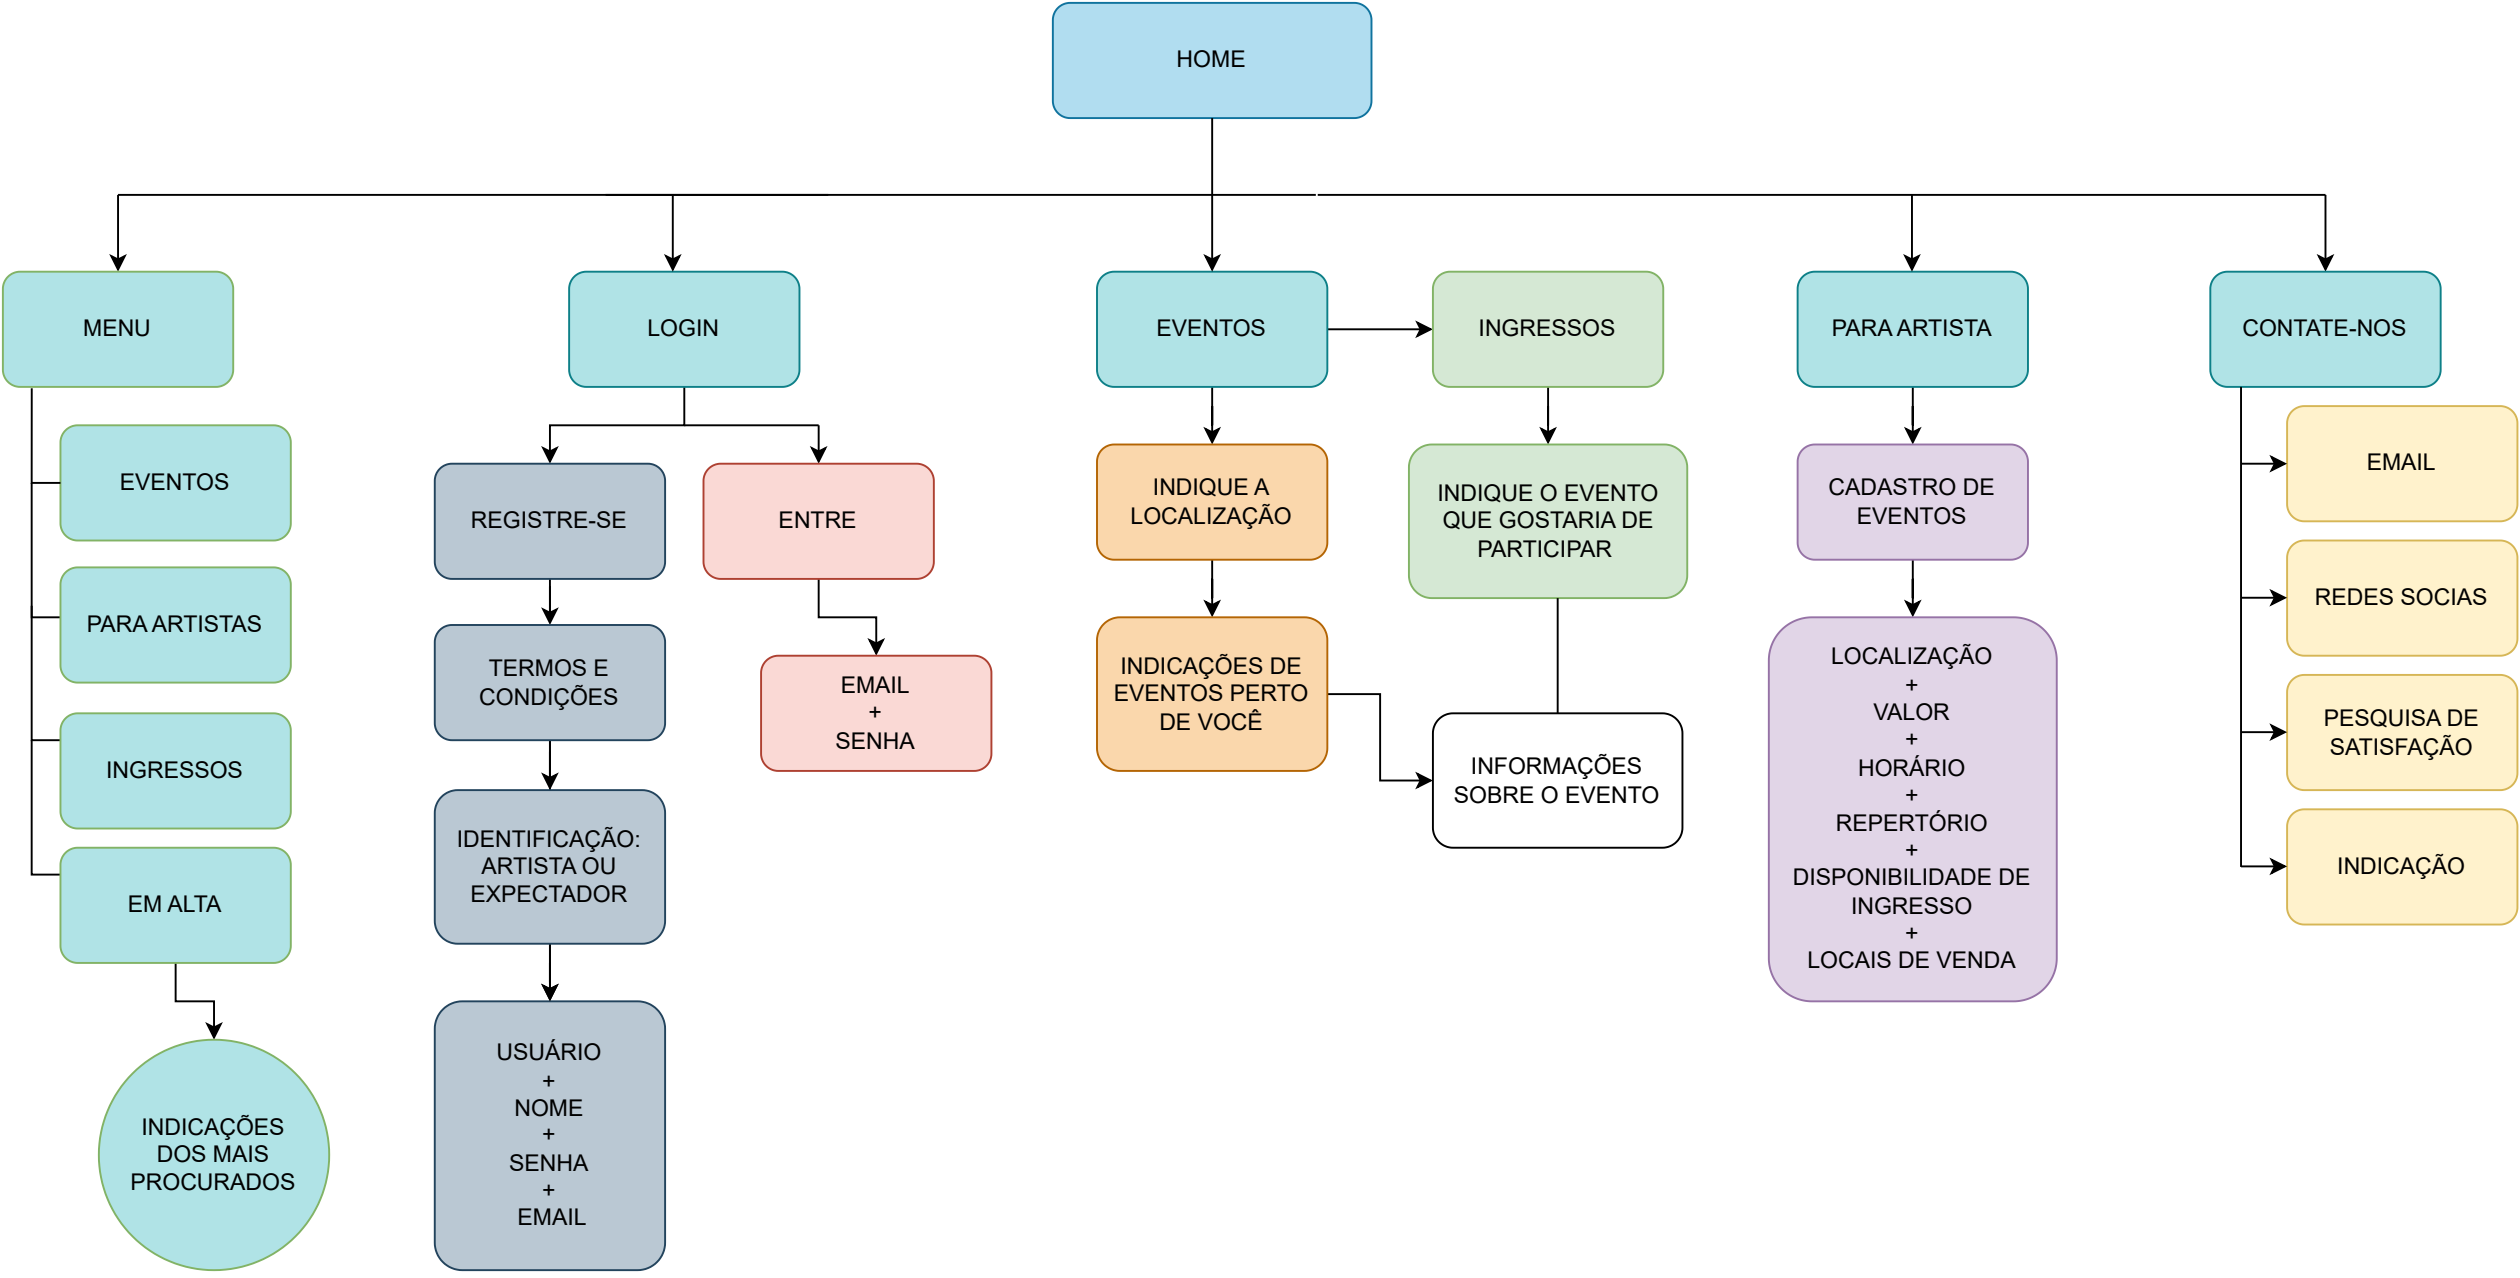 HOME
MENU
LOGIN
EVENTOS
INGRESSOS
PARA ARTISTA
CONTATE-NOS
EVENTOS
PARA ARTISTAS
INGRESSOS
EM ALTA
INDICAÇÕES
DOS MAIS
PROCURADOS
REGISTRE-SE
TERMOS E
CONDIÇÕES
IDENTIFICAÇÃO:
ARTISTA OU
EXPECTADOR
USUÁRIO
+
NOME
+
SENHA
+
EMAIL
ENTRE
EMAIL
+
SENHA
INDIQUE A
LOCALIZAÇÃO
INDICAÇÕES DE
EVENTOS PERTO
DE VOCÊ
INDIQUE O EVENTO
QUE GOSTARIA DE
PARTICIPAR
INFORMAÇÕES
SOBRE O EVENTO
CADASTRO DE
EVENTOS
LOCALIZAÇÃO
+
VALOR
+
HORÁRIO
+
REPERTÓRIO
+
DISPONIBILIDADE DE
INGRESSO
+
LOCAIS DE VENDA
EMAIL
REDES SOCIAS
PESQUISA DE
SATISFAÇÃO
INDICAÇÃO